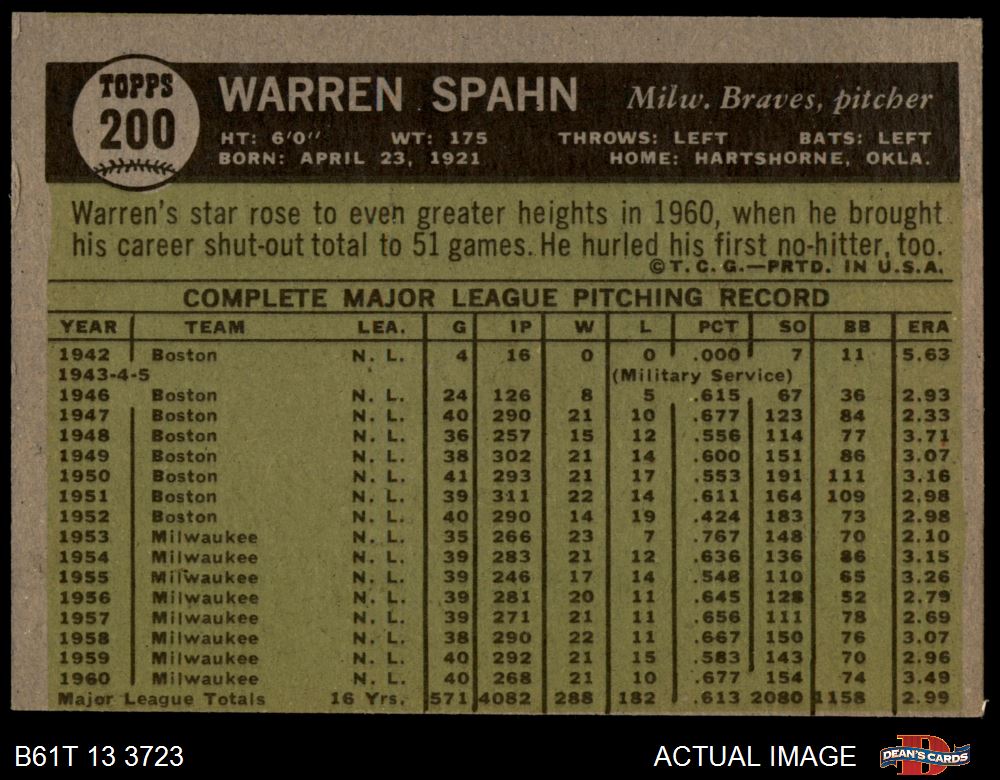 TOPPS
200
WARREN SPAHN Milw. Braves, pitcher
HT: 6'0" WT: 175 THROWS: LEFT BATS: LEFT
BORN: APRIL 23, 1921 HOME: HARTSHORNE, OKLA.
Warren's star rose to even greater heights in 1960, when he brought
his career shut-out total to 51 games. He hurled his first no-hitter, too.
©T. C. G.—PRTD. IN U.S.A.
COMPLETE MAJOR LEAGUE PITCHING RECORD
YEAR TEAM LEA. G IP W L PCT SO BB ERA
1942 Boston N. L. 4 16 0 0 .000 7 11 5.63
1943-4-5 (Military Service)
1946 Boston N. L. 24 126 8 5 .615 67 36 2.93
1947 Boston N. L. 40 290 21 10 .677 123 84 2.33
1948 Boston N. L. 36 257 15 12 .556 114 77 3.71
1949 Boston N. L. 38 302 21 14 .600 151 86 3.07
1950 Boston N. L. 41 293 21 17 .553 191 111 3.16
1951 Boston N. L. 39 311 22 14 .611 164 109 2.98
1952 Boston N. L. 40 290 14 19 .424 183 73 2.98
1953 Milwaukee N. L. 35 266 23 7 .767 148 70 2.10
1954 Milwaukee N. L. 39 283 21 12 .636 136 86 3.15
1955 Milwaukee N. L. 39 246 17 14 .548 110 65 3.26
1956 Milwaukee N. L. 39 281 20 11 .645 128 52 2.79
1957 Milwaukee N. L. 39 271 21 11 .656 111 78 2.69
1958 Milwaukee N. L. 38 290 22 11 .667 150 76 3.07
1959 Milwaukee N. L. 40 292 21 15 .583 143 70 2.96
1960 Milwaukee N. L. 40 268 21 10 .677 154 74 3.49
Major League Totals 16 Yrs. 571 4082 288 182 .613 2080 1158 2.99
B61T 13 3723 ACTUAL IMAGE DEAN'S CARDS